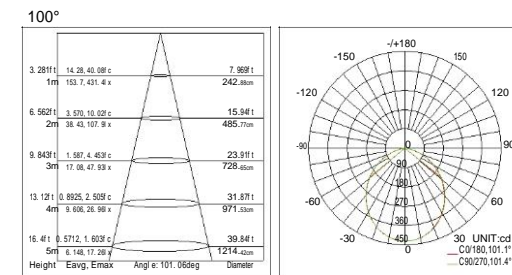 100°
3.281ft 14.28, 40.08fc 7.969ft
1m 153.7, 431.4lx 242.88cm
6.562ft 3.570, 10.02fc 15.94ft
2m 38.43, 107.9lx 485.77cm
9.843ft 1.587, 4.453fc 23.91ft
3m 17.08, 47.93lx 728.65cm
13.12ft 0.8925, 2.505fc 31.87ft
4m 9.606, 26.96lx 971.53cm
16.4ft 0.5712, 1.603fc 39.84ft
5m 6.148, 17.26lx 1214.42cm
Height Eavg, Emax Angle: 101.06deg Diameter
-/+180
-150 150
-120 120
-90 0 90
90
180
-60 270 60
360
-30 450 30 UNIT:cd
0 C0/180,101.1°
C90/270,101.4°